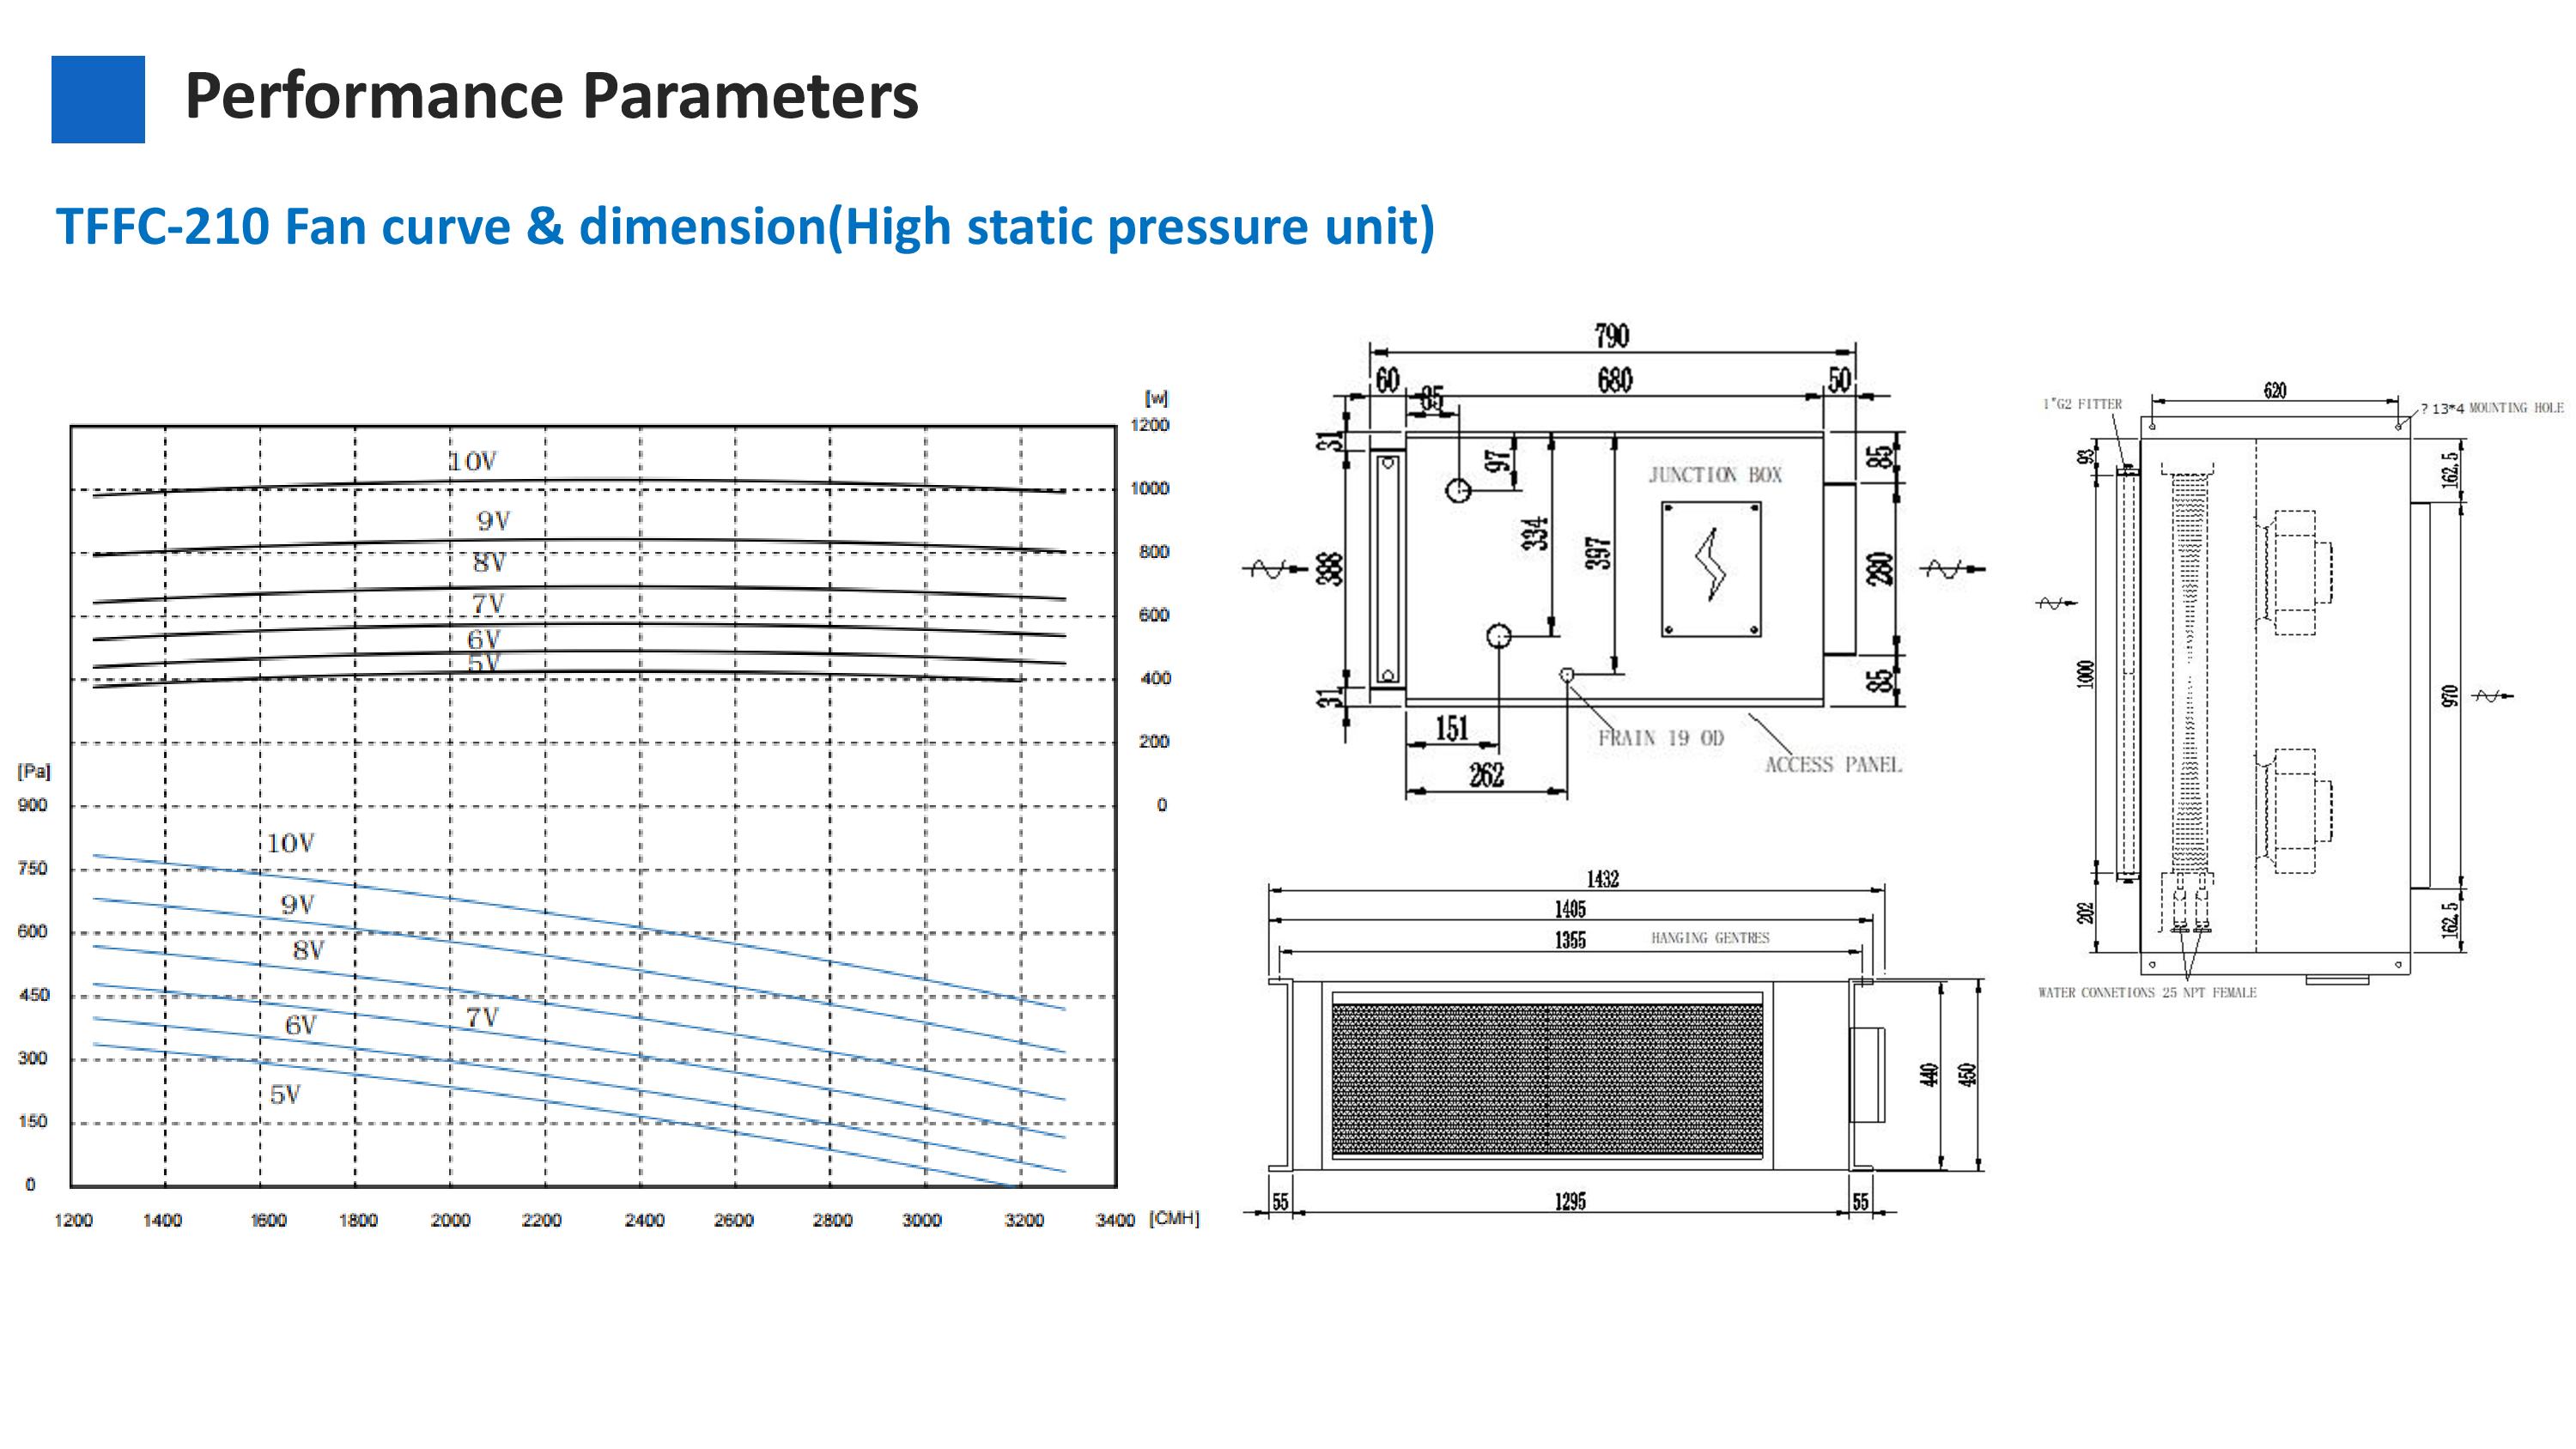 Performance Parameters
TFFC-210 Fan curve & dimension(High static pressure unit)
[w]
1200
10V
1000
9V
800
8V
7V
600
6V
5V
400
200
[Pa]
900
0
10V
750
9V
600
8V
450
7V
6V
300
5V
150
0
1200 1400 1600 1800 2000 2200 2400 2600 2800 3000 3200 3400 [CMH]
790
60 680 50
85
31
97
85
JUNCTION BOX
388
334
397
280
31
85
151
FRAIN 19 OD
262
ACCESS PANEL
1432
1405
1355 HANGING GENTRES
440
450
55 1295 55
620
1"G2 FITTER
? 13*4 MOUNTING HOLE
93
162.5
1000
970
202
162.5
WATER CONNETIONS 25 NPT FEMALE